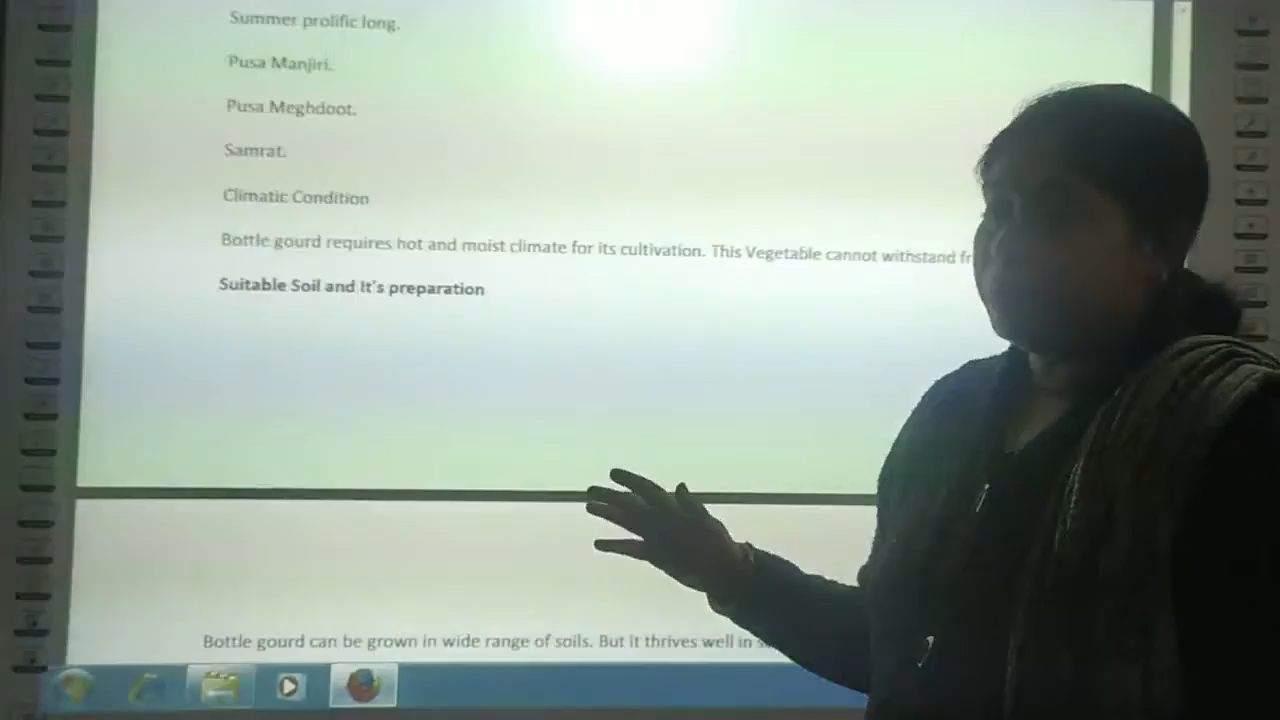 Summer prolific long.
Pusa Manjiri.
Pusa Meghdoot.
Samrat.
Climatic Condition
Bottle gourd requires hot and moist climate for its cultivation. This Vegetable cannot withstand
Suitable Soil and It's preparation
Bottle gourd can be grown in wide range of soils. But it thrives well in